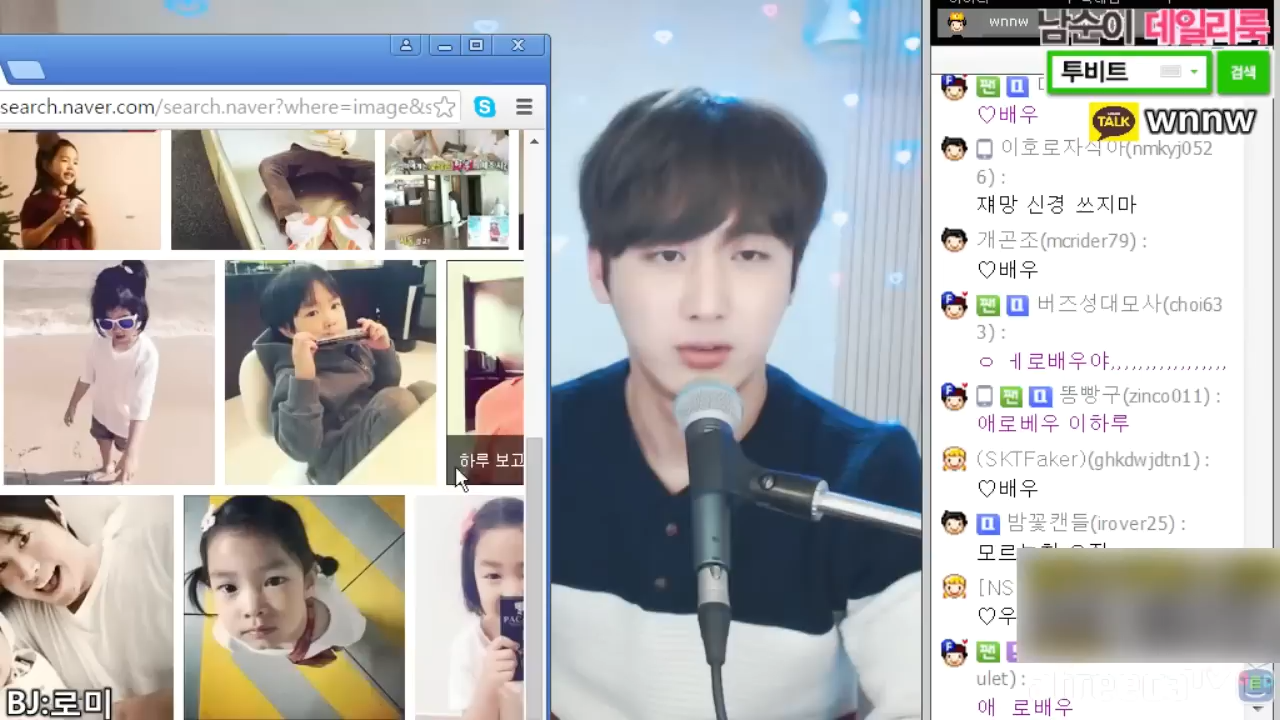 wnnw
남순이 데일리룩
투비트
검색
TALK wnnw
search.naver.com/search.naver?where=image&s
♡배우
이호로자식아(nmkyj052
6) :
쟤망 신경 쓰지마
개곤조(mcrider79) :
♡배우
팬 버즈성대모사(choi63
3) :
ㅇ ㅔ로배우야,,,,,,,,,,,,,,,,
팬 똥빵구(zinco011) :
애로베우 이하루
(SKTFaker)(ghkdwjdtn1) :
♡배우
밤꽃캔들(irover25) :
[NS
♡우
팬
ulet) :
애 로배우
하루 보고
BJ:로미